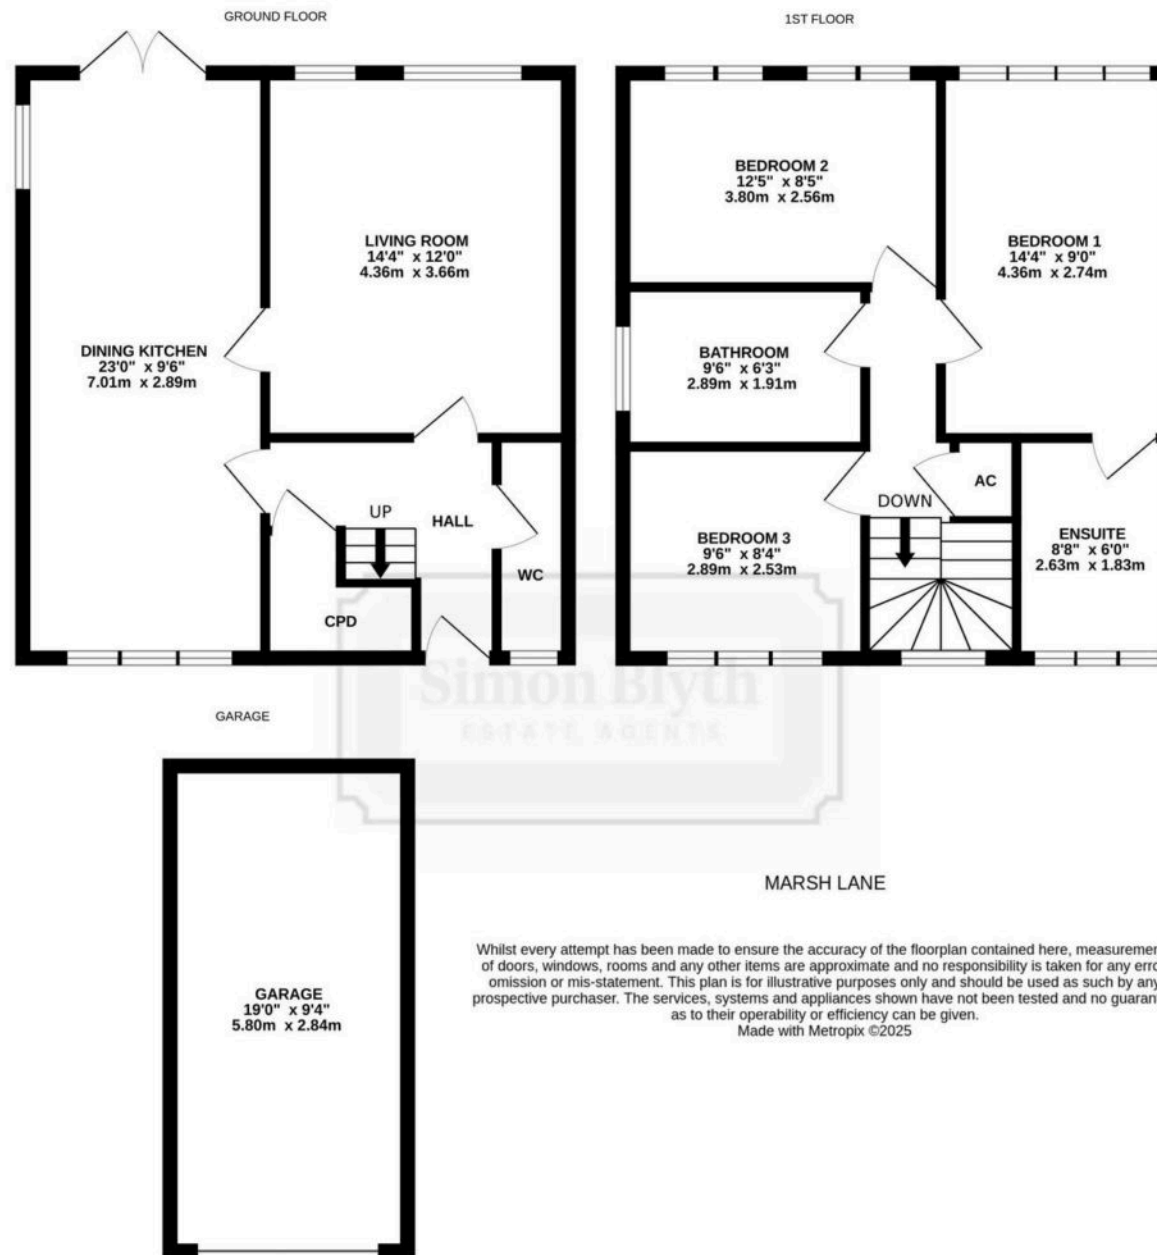 GROUND FLOOR
DINING KITCHEN
23'0" x 9'6"
7.01m x 2.89m
LIVING ROOM
14'4" x 12'0"
4.36m x 3.66m
UP
HALL
WC
CPD
1ST FLOOR
BEDROOM 2
12'5" x 8'5"
3.80m x 2.56m
BEDROOM 1
14'4" x 9'0"
4.36m x 2.74m
BATHROOM
9'6" x 6'3"
2.89m x 1.91m
BEDROOM 3
9'6" x 8'4"
2.89m x 2.53m
DOWN
AC
ENSUITE
8'8" x 6'0"
2.63m x 1.83m
Simon Blyth
ESTATE AGENTS
GARAGE
GARAGE
19'0" x 9'4"
5.80m x 2.84m
MARSH LANE
Whilst every attempt has been made to ensure the accuracy of the floorplan contained here, measuremen
of doors, windows, rooms and any other items are approximate and no responsibility is taken for any erro
omission or mis-statement. This plan is for illustrative purposes only and should be used as such by any
prospective purchaser. The services, systems and appliances shown have not been tested and no guaran
as to their operability or efficiency can be given.
Made with Metropix ©2025